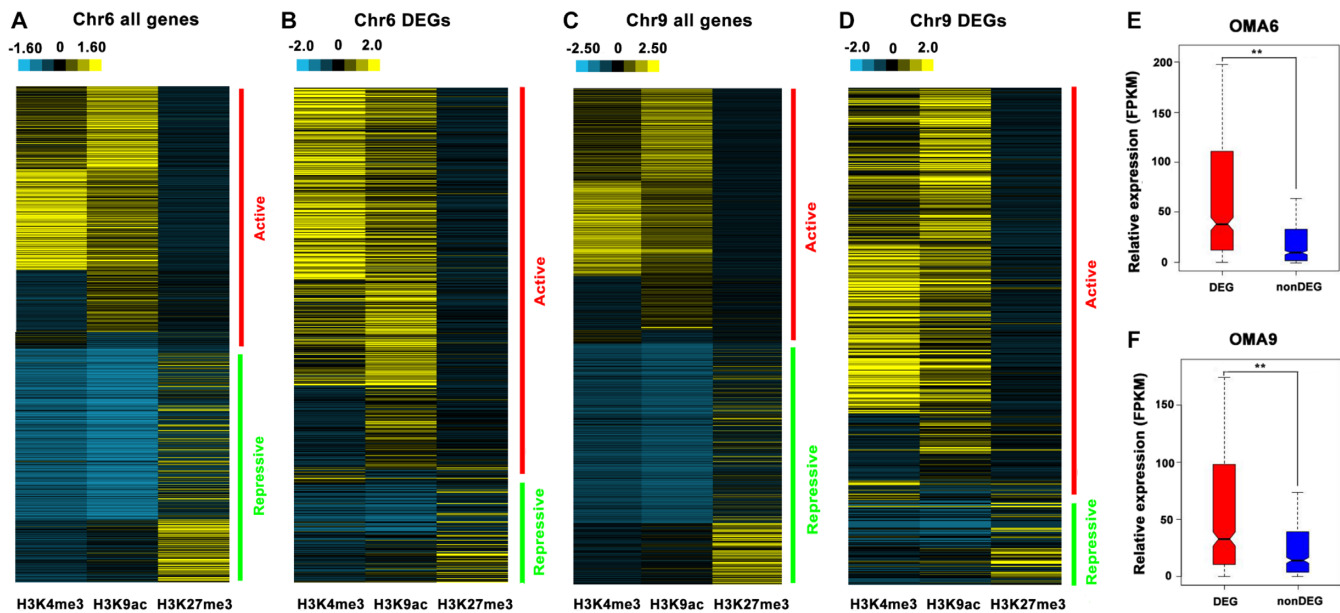 A Chr6 all genes
-1.60 0 1.60
Active
Repressive
H3K4me3 H3K9ac H3K27me3
B Chr6 DEGs
-2.0 0 2.0
Active
Repressive
H3K4me3 H3K9ac H3K27me3
C Chr9 all genes
-2.50 0 2.50
Active
Repressive
H3K4me3 H3K9ac H3K27me3
D Chr9 DEGs
-2.0 0 2.0
Active
Repressive
H3K4me3 H3K9ac H3K27me3
E OMA6
**
Relative expression (FPKM)
200
150
100
50
0
DEG nonDEG
F OMA9
**
Relative expression (FPKM)
150
100
50
0
DEG nonDEG